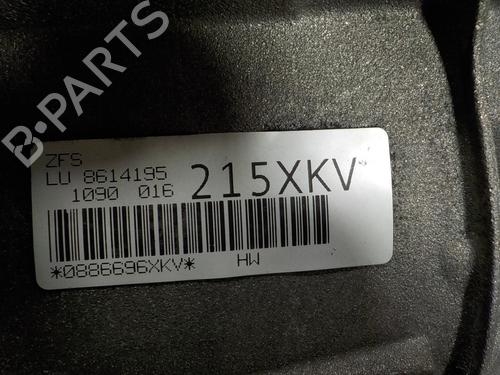 B-PARTS
ZFS
LU 8614195
1090 016
215XKV
*0886696XKV*
HW